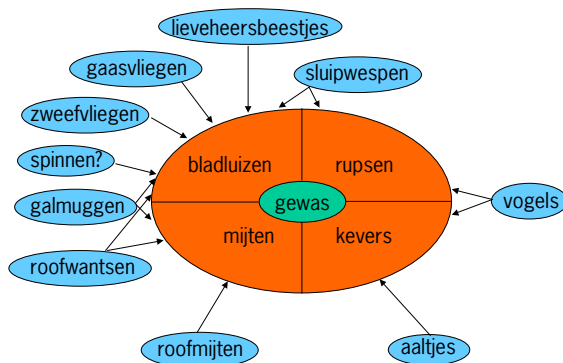 lieveheersbeestjes
gaasvliegen
sluipwespen
zweefvliegen
spinnen?
bladluizen
rupsen
galmuggen
gewas
vogels
mijten
kevers
roofwantsen
roofmijten
aaltjes